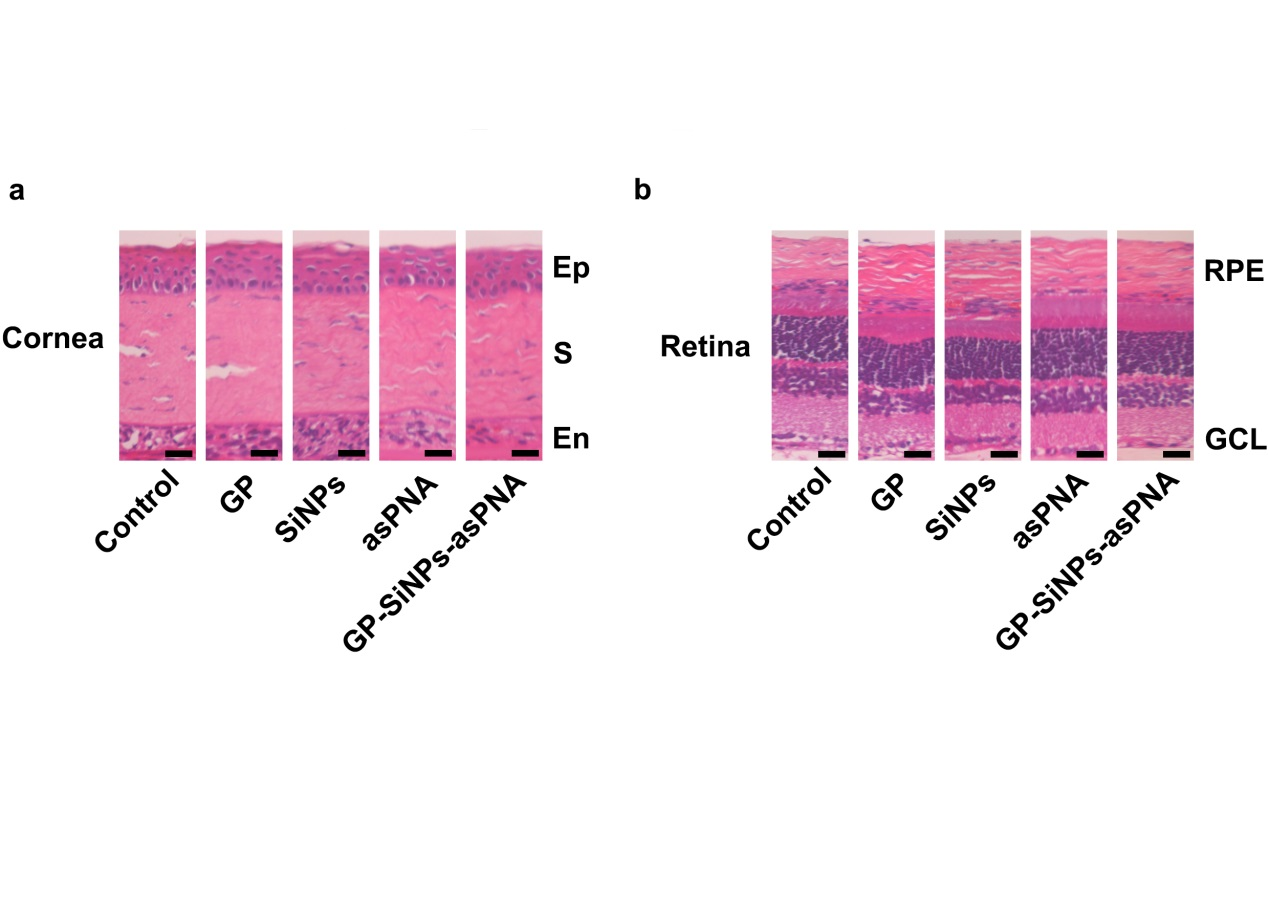 a
Cornea
Ep
S
En
Control
GP
SiNPs
asPNA
GP-SiNPs-asPNA
b
Retina
RPE
GCL
Control
GP
SiNPs
asPNA
GP-SiNPs-asPNA